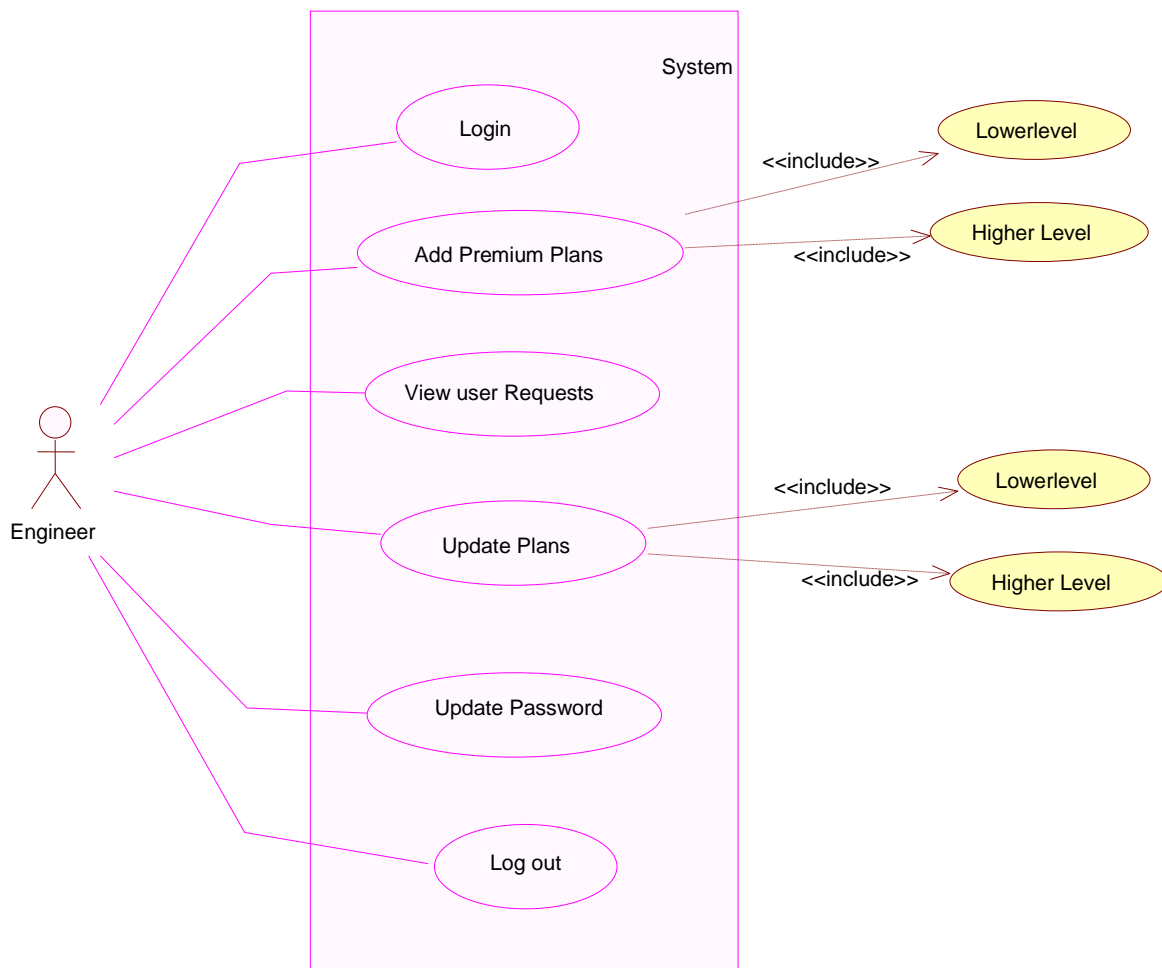 System
Login
Lowerlevel
<<include>>
Add Premium Plans
Higher Level
<<include>>
View user Requests
Engineer
Update Plans
<<include>>
Lowerlevel
<<include>>
Higher Level
Update Password
Log out